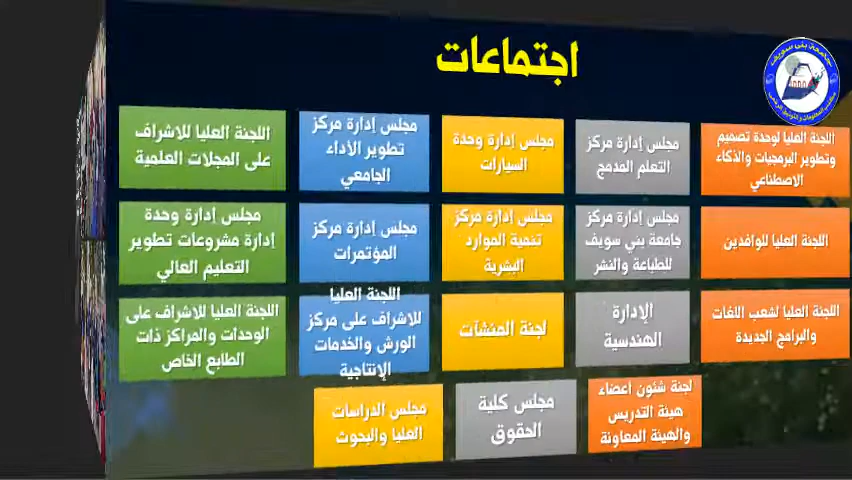 اجتماعات
اللجنة العليا لوحدة تصميم
وتطوير البرمجيات والذكاء
الاصطناعي
مجلس إدارة مركز
التعلم المدمج
مجلس إدارة وحدة
السيارات
مجلس إدارة مركز
تطوير الأداء
الجامعي
اللجنة العليا للاشراف
على المجلات العلمية
اللجنة العليا للوافدين
مجلس إدارة مركز
جامعة بني سويف
للطباعة والنشر
مجلس إدارة مركز
تنمية الموارد
البشرية
مجلس إدارة مركز
المؤتمرات
مجلس إدارة وحدة
إدارة مشروعات تطوير
التعليم العالي
اللجنة العليا لشعب اللغات
والبرامج الجديدة
الإدارة
الهندسية
لجنة المنشآت
اللجنة العليا
للاشراف على مركز
الورش والخدمات
الإنتاجية
اللجنة العليا للاشراف على
الوحدات والمراكز ذات
الطابع الخاص
لجنة شئون أعضاء
هيئة التدريس
والهيئة المعاونة
مجلس كلية
الحقوق
مجلس الدراسات
العليا والبحوث
جامعة بنى سويف